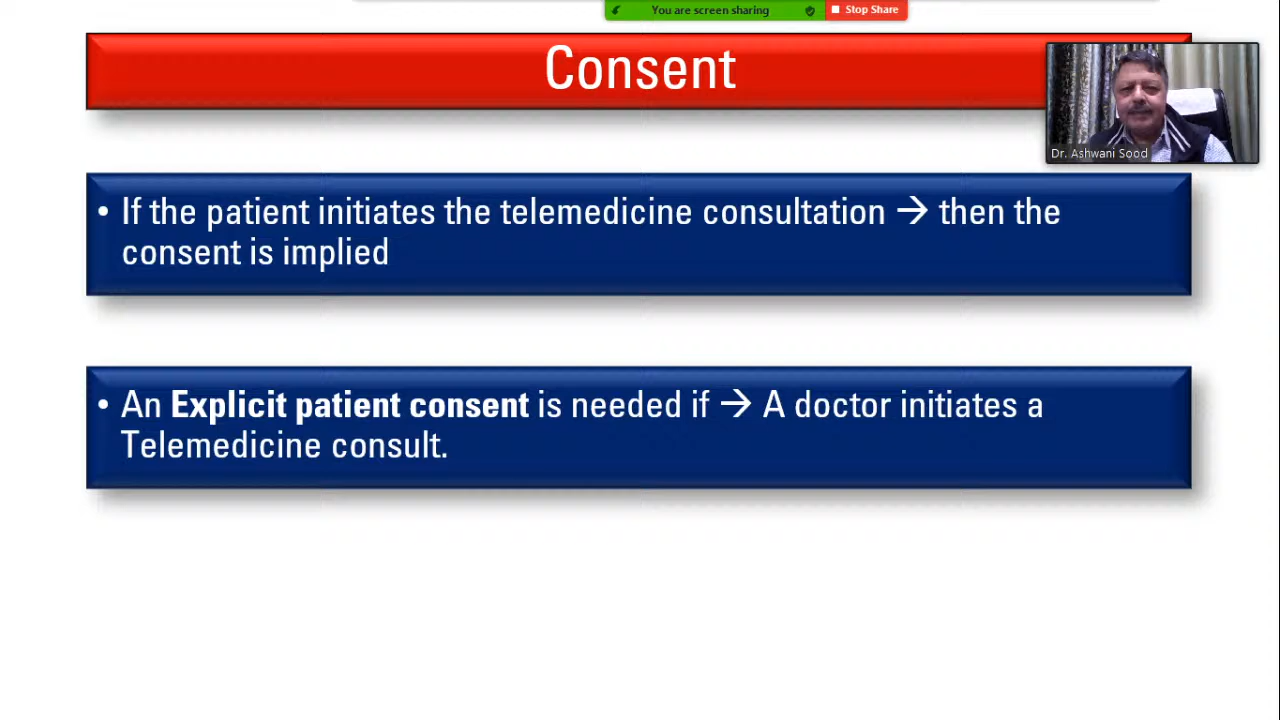 You are screen sharing
Stop Share
Consent
Dr. Ashwani Sood
• If the patient initiates the telemedicine consultation → then the
consent is implied
• An Explicit patient consent is needed if → A doctor initiates a
Telemedicine consult.